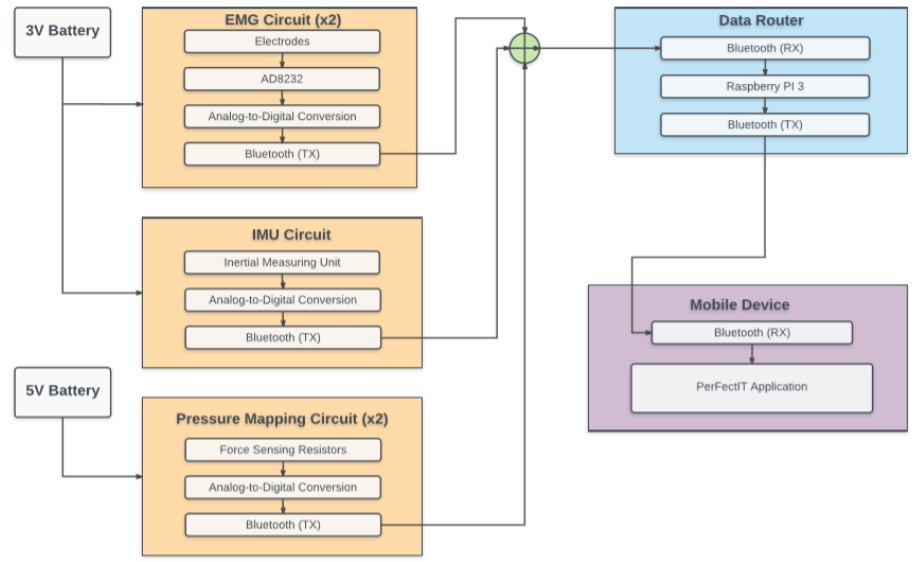 3V Battery
EMG Circuit (x2)
Electrodes
AD8232
Analog-to-Digital Conversion
Bluetooth (TX)
IMU Circuit
Inertial Measuring Unit
Analog-to-Digital Conversion
Bluetooth (TX)
5V Battery
Pressure Mapping Circuit (x2)
Force Sensing Resistors
Analog-to-Digital Conversion
Bluetooth (TX)
Data Router
Bluetooth (RX)
Raspberry PI 3
Bluetooth (TX)
Mobile Device
Bluetooth (RX)
PerFectIT Application